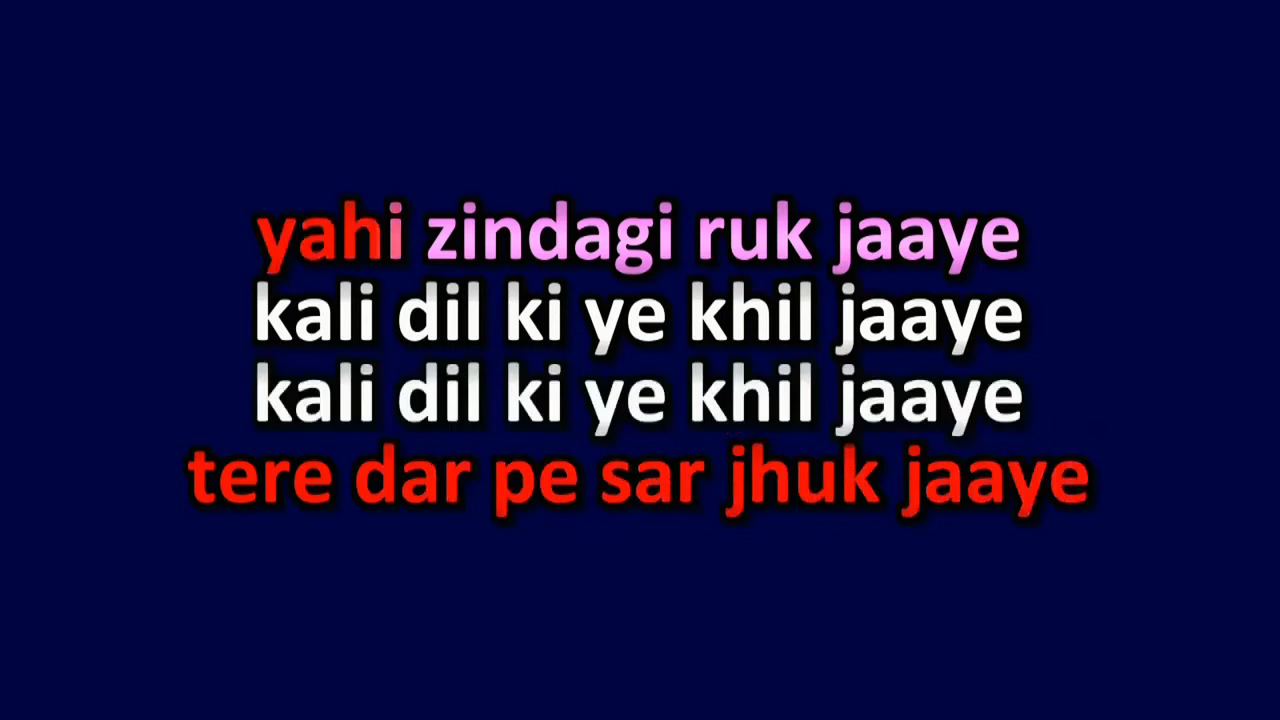 yahi zindagi ruk jaaye
kali dil ki ye khil jaaye
kali dil ki ye khil jaaye
tere dar pe sar jhuk jaaye